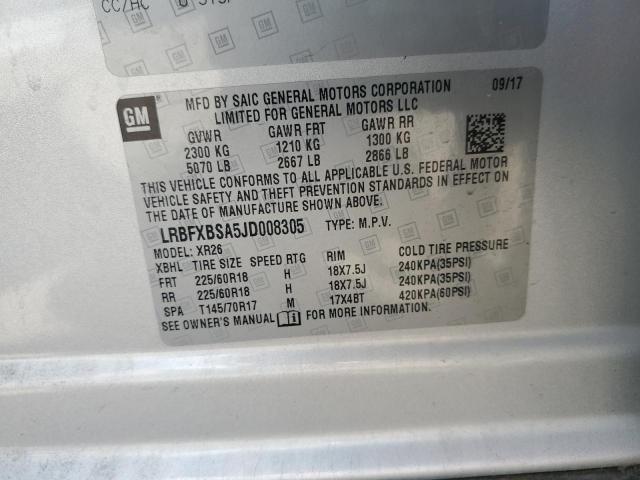 CC/AC U
GM
MFD BY SAIC GENERAL MOTORS CORPORATION 09/17
LIMITED FOR GENERAL MOTORS LLC
GVWR GAWR FRT GAWR RR
2300 KG 1210 KG 1300 KG
5070 LB 2667 LB 2866 LB
THIS VEHICLE CONFORMS TO ALL APPLICABLE U.S. FEDERAL MOTOR
VEHICLE SAFETY AND THEFT PREVENTION STANDARDS IN EFFECT ON
THE DATE OF MANUFACTURE SHOWN ABOVE.
LRBFXBSA5JD008305 TYPE: M.P.V.
MODEL: XR26
XBHL TIRE SIZE SPEED RTG RIM COLD TIRE PRESSURE
FRT 225/60R18 H 18X7.5J 240KPA(35PSI)
RR 225/60R18 H 18X7.5J 240KPA(35PSI)
SPA T145/70R17 M 17X4BT 420KPA(60PSI)
SEE OWNER'S MANUAL FOR MORE INFORMATION